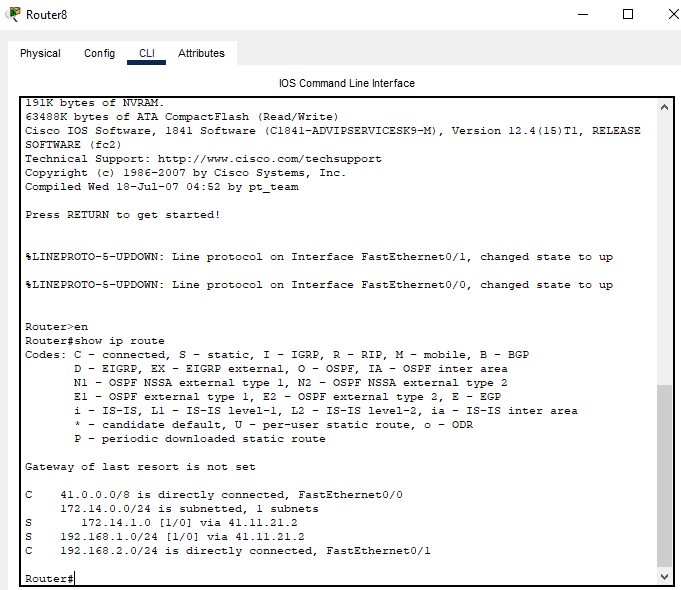 Router8
Physical Config CLI Attributes
IOS Command Line Interface
191K bytes of NVRAM.
63488K bytes of ATA CompactFlash (Read/Write)
Cisco IOS Software, 1841 Software (C1841-ADVIPSERVICESK9-M), Version 12.4(15)T1, RELEASE
SOFTWARE (fc2)
Technical Support: http://www.cisco.com/techsupport
Copyright (c) 1986-2007 by Cisco Systems, Inc.
Compiled Wed 18-Jul-07 04:52 by pt_team
Press RETURN to get started!
%LINEPROTO-5-UPDOWN: Line protocol on Interface FastEthernet0/1, changed state to up
%LINEPROTO-5-UPDOWN: Line protocol on Interface FastEthernet0/0, changed state to up
Router>en
Router#show ip route
Codes: C - connected, S - static, I - IGRP, R - RIP, M - mobile, B - BGP
D - EIGRP, EX - EIGRP external, O - OSPF, IA - OSPF inter area
N1 - OSPF NSSA external type 1, N2 - OSPF NSSA external type 2
E1 - OSPF external type 1, E2 - OSPF external type 2, E - EGP
i - IS-IS, L1 - IS-IS level-1, L2 - IS-IS level-2, ia - IS-IS inter area
* - candidate default, U - per-user static route, o - ODR
P - periodic downloaded static route
Gateway of last resort is not set
C 41.0.0.0/8 is directly connected, FastEthernet0/0
172.14.0.0/24 is subnetted, 1 subnets
S 172.14.1.0 [1/0] via 41.11.21.2
S 192.168.1.0/24 [1/0] via 41.11.21.2
C 192.168.2.0/24 is directly connected, FastEthernet0/1
Router#